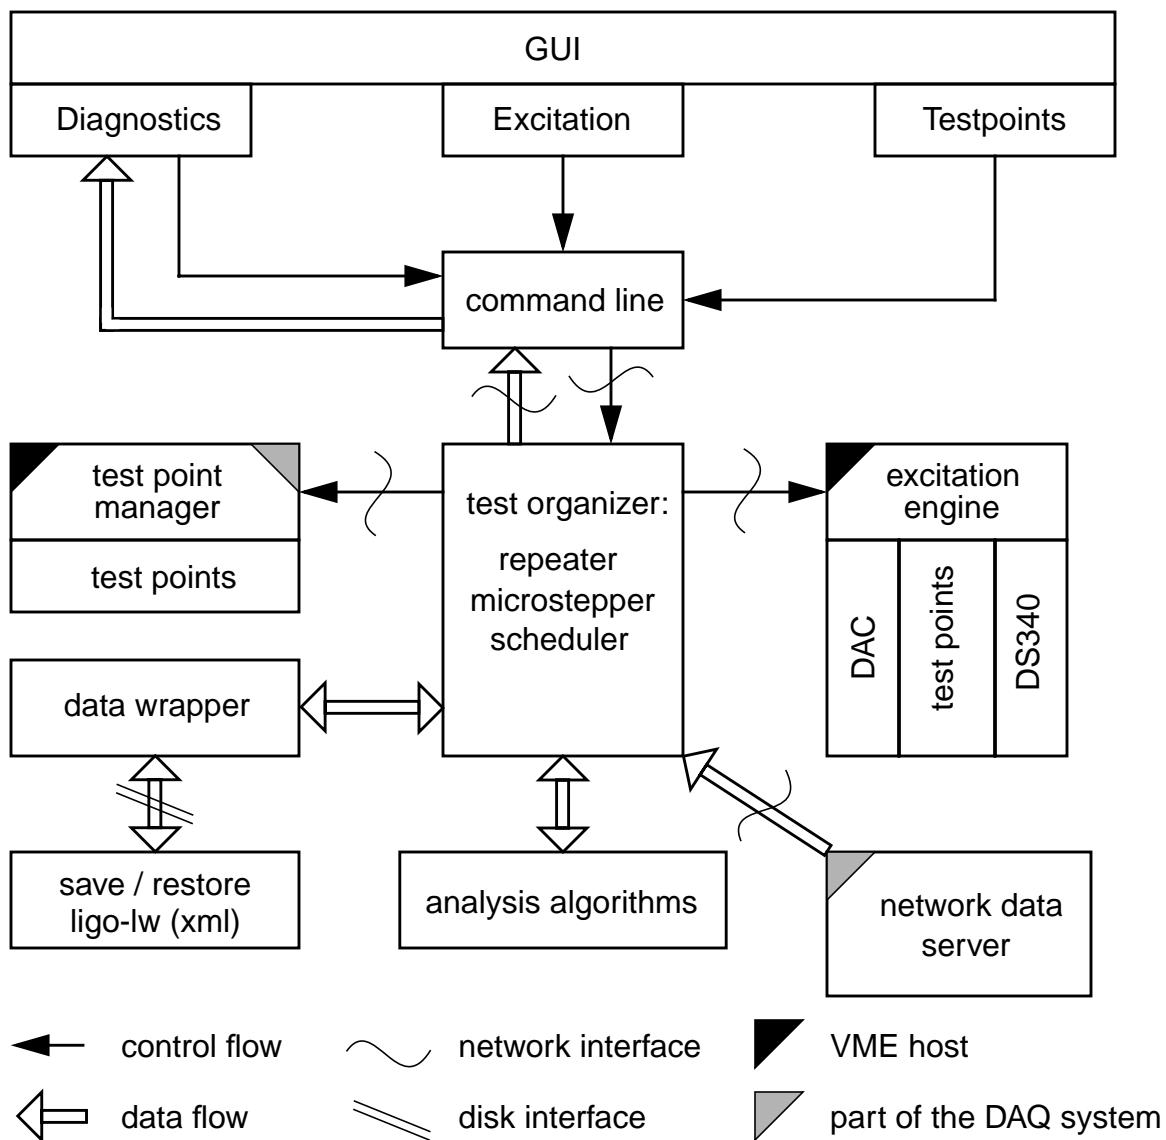 GUI
Diagnostics
Excitation
Testpoints
command line
test point
manager
test points
test organizer:
repeater
microstepper
scheduler
excitation
engine
DAC
test points
DS340
data wrapper
save / restore
ligo-lw (xml)
analysis algorithms
network data
server
control flow
network interface
VME host
data flow
disk interface
part of the DAQ system